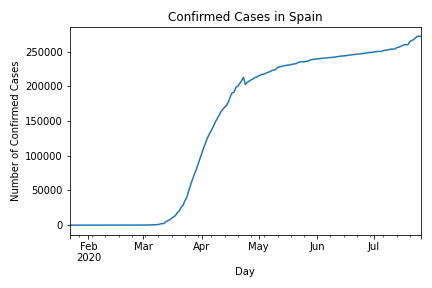 Confirmed Cases in Spain
Number of Confirmed Cases
250000
200000
150000
100000
50000
0
Feb
2020
Mar
Apr
May
Jun
Jul
Day